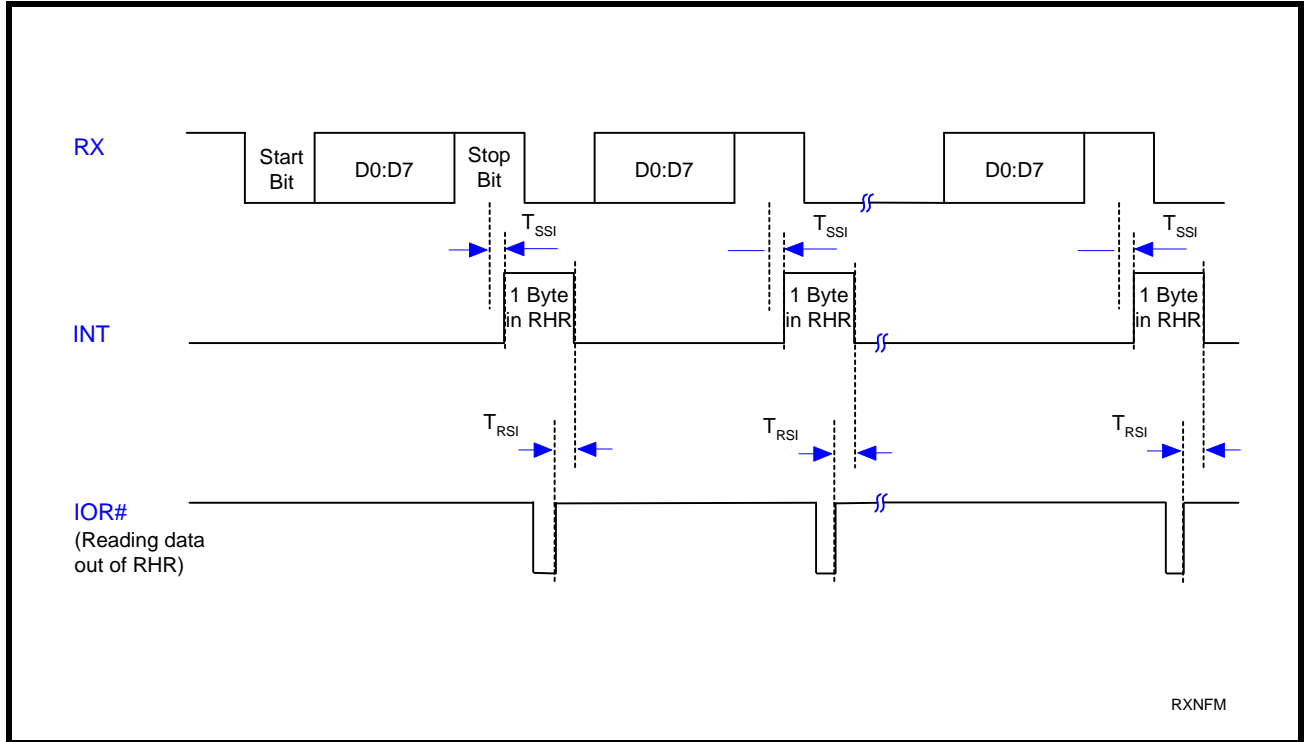 RX
Start
Bit
D0:D7
Stop
Bit
D0:D7
D0:D7
TSSI
TSSI
TSSI
INT
1 Byte
in RHR
1 Byte
in RHR
1 Byte
in RHR
TRSI
TRSI
TRSI
IOR#
(Reading data
out of RHR)
RXNFM